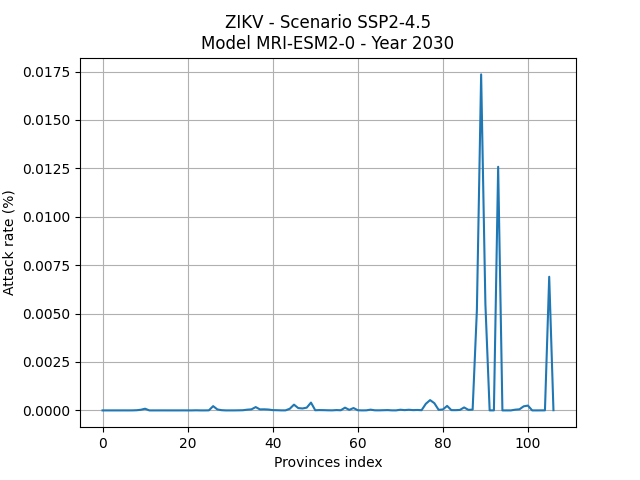 ZIKV - Scenario SSP2-4.5
Model MRI-ESM2-0 - Year 2030
Attack rate (%)
0.0175
0.0150
0.0125
0.0100
0.0075
0.0050
0.0025
0.0000
0 20 40 60 80 100
Provinces index